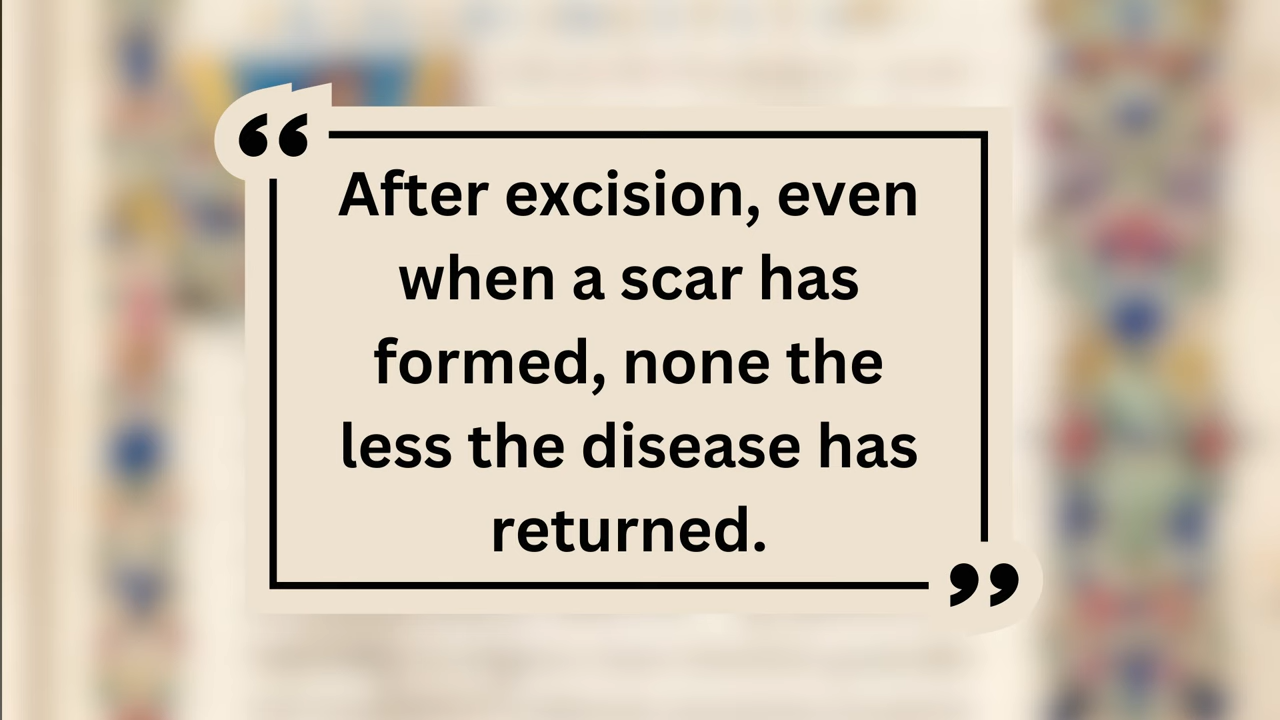 “
After excision, even
when a scar has
formed, none the
less the disease has
returned.
”